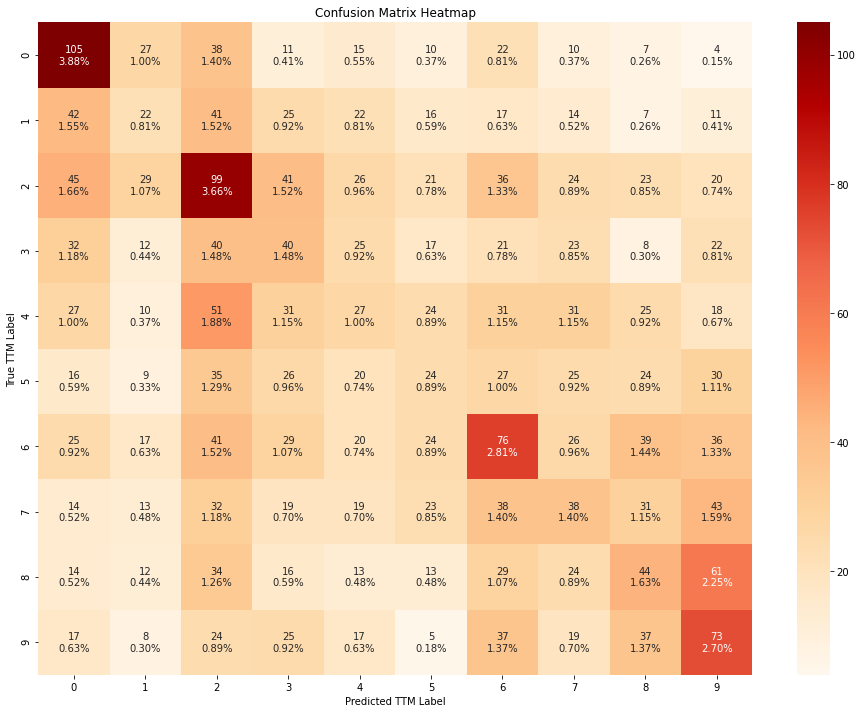 Confusion Matrix Heatmap
0 105 27 38 11 15 10 22 10 7 4
3.88% 1.00% 1.40% 0.41% 0.55% 0.37% 0.81% 0.37% 0.26% 0.15%
1 42 22 41 25 22 16 17 14 7 11
1.55% 0.81% 1.52% 0.92% 0.81% 0.59% 0.63% 0.52% 0.26% 0.41%
2 45 29 99 41 26 21 36 24 23 20
1.66% 1.07% 3.66% 1.52% 0.96% 0.78% 1.33% 0.89% 0.85% 0.74%
3 32 12 40 40 25 17 21 23 8 22
1.18% 0.44% 1.48% 1.48% 0.92% 0.63% 0.78% 0.85% 0.30% 0.81%
4 27 10 51 31 27 24 31 31 25 18
1.00% 0.37% 1.88% 1.15% 1.00% 0.89% 1.15% 1.15% 0.92% 0.67%
5 16 9 35 26 20 24 27 25 24 30
0.59% 0.33% 1.29% 0.96% 0.74% 0.89% 1.00% 0.92% 0.89% 1.11%
6 25 17 41 29 20 24 76 26 39 36
0.92% 0.63% 1.52% 1.07% 0.74% 0.89% 2.81% 0.96% 1.44% 1.33%
7 14 13 32 19 19 23 38 38 31 43
0.52% 0.48% 1.18% 0.70% 0.70% 0.85% 1.40% 1.40% 1.15% 1.59%
8 14 12 34 16 13 13 29 24 44 61
0.52% 0.44% 1.26% 0.59% 0.48% 0.48% 1.07% 0.89% 1.63% 2.25%
9 17 8 24 25 17 5 37 19 37 73
0.63% 0.30% 0.89% 0.92% 0.63% 0.18% 1.37% 0.70% 1.37% 2.70%
0 1 2 3 4 5 6 7 8 9
Predicted TTM Label
True TTM Label
100
80
60
40
20